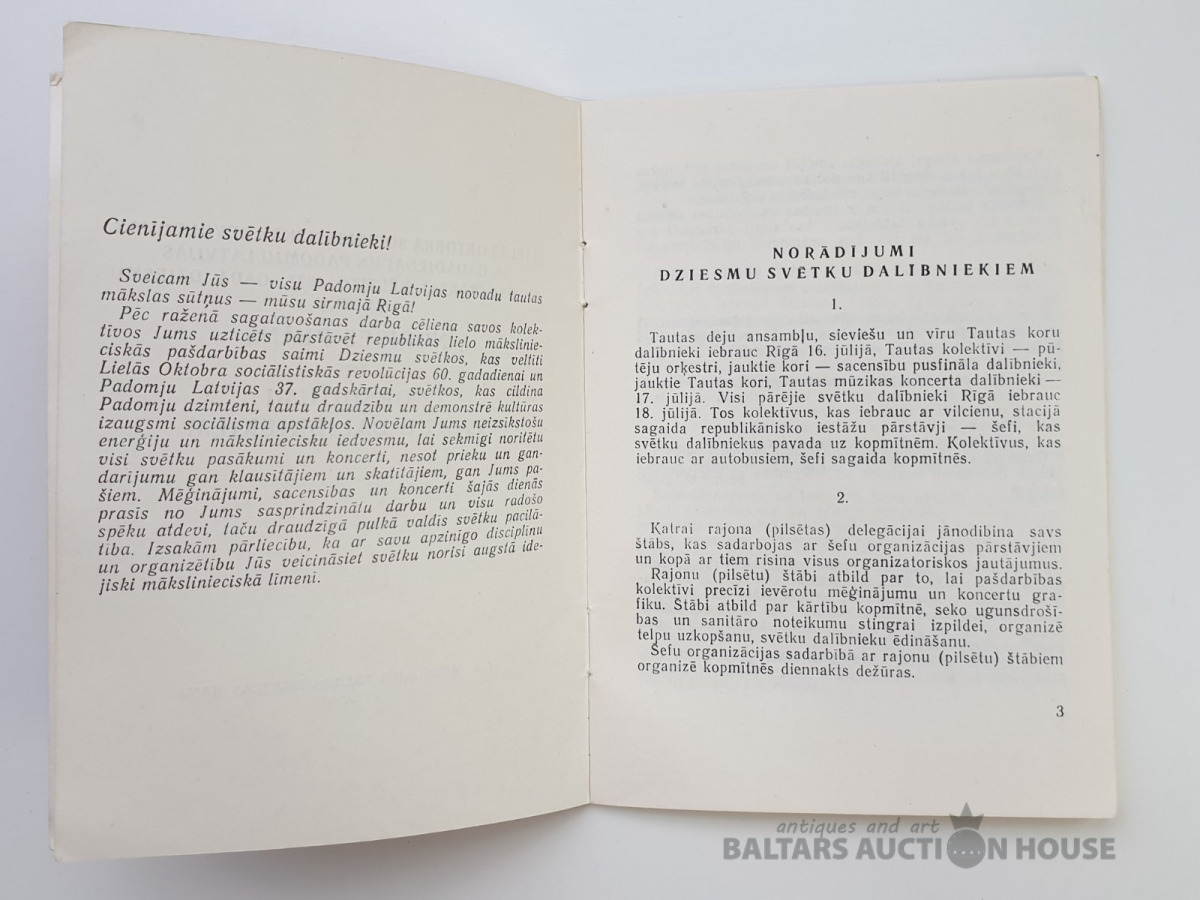 Cienījamie svētku dalībnieki!
Sveicam Jūs — visu Padomju Latvijas novadu tautas
mākslas sūtņus — mūsu sirmajā Rīgā!
Pēc raženā sagatavošanas darba cēliena savos kolek-
tīvos Jums uzticēts pārstāvēt republikas lielo mākslinie-
ciskās pašdarbības saimi Dziesmu svētkos, kas veltīti
Lielās Oktobra sociālistiskās revolūcijas 60. gadadienai un
Padomju Latvijas 37. gadskārtai, svētkos, kas cildina
Padomju dzimteni, tautu draudzību un demonstrē kultūras
izaugsmi sociālisma apstākļos. Novēlam Jums neizsīkstošu
enerģiju un māksliniecisku iedvesmu, lai sekmīgi noritētu
visi svētku pasākumi un koncerti, nesot prieku un gan-
darījumu gan klausītājiem un skatītājiem, gan Jums pa-
šiem. Mēģinājumi, sacensības un koncerti šajās dienās
prasīs no Jums sasprindzinātu darbu un visu radošo
spēku atdevi, taču draudzīgā pulkā valdīs svētku pacilā-
tība. Izsakām pārliecību, ka ar savu apzinīgo disciplīnu
un organizētību Jūs veicināsiet svētku norisi augstā ide-
jiski mākslinieciskā līmenī.
NORĀDĪJUMI
DZIESMU SVĒTKU DALĪBNIEKIEM
1.
Tautas deju ansambļu, sieviešu un vīru Tautas koru
dalībnieki iebrauc Rīgā 16. jūlijā, Tautas kolektīvi — pū-
tēju orķestri, jauktie kori — sacensību pusfināla dalībnieki,
jauktie Tautas kori, Tautas mūzikas koncerta dalībnieki —
17. jūlijā. Visi pārējie svētku dalībnieki Rīgā iebrauc
18. jūlijā. Tos kolektīvus, kas iebrauc ar vilcienu, stacijā
sagaida republikānisko iestāžu pārstāvji — šefi, kas
svētku dalībniekus pavada uz kopmītnēm. Kolektīvus, kas
iebrauc ar autobusiem, šefi sagaida kopmītnēs.
2.
Katrai rajona (pilsētas) delegācijai jānodibina savs
štābs, kas sadarbojas ar šefu organizācijas pārstāvjiem
un kopā ar tiem risina visus organizatoriskos jautājumus.
Rajonu (pilsētu) štābi atbild par to, lai pašdarbības
kolektīvi precīzi ievērotu mēģinājumu un koncertu gra-
fiku. Štābi atbild par kārtību kopmītnē, seko ugunsdrošī-
bas un sanitāro noteikumu stingrai izpildei, organizē
telpu uzkopšanu, svētku dalībnieku ēdināšanu.
Šefu organizācijas sadarbībā ar rajonu (pilsētu) štābiem
organizē kopmītnēs diennakts dežūras.
3
antiques and art
BALTARS AUCTION HOUSE